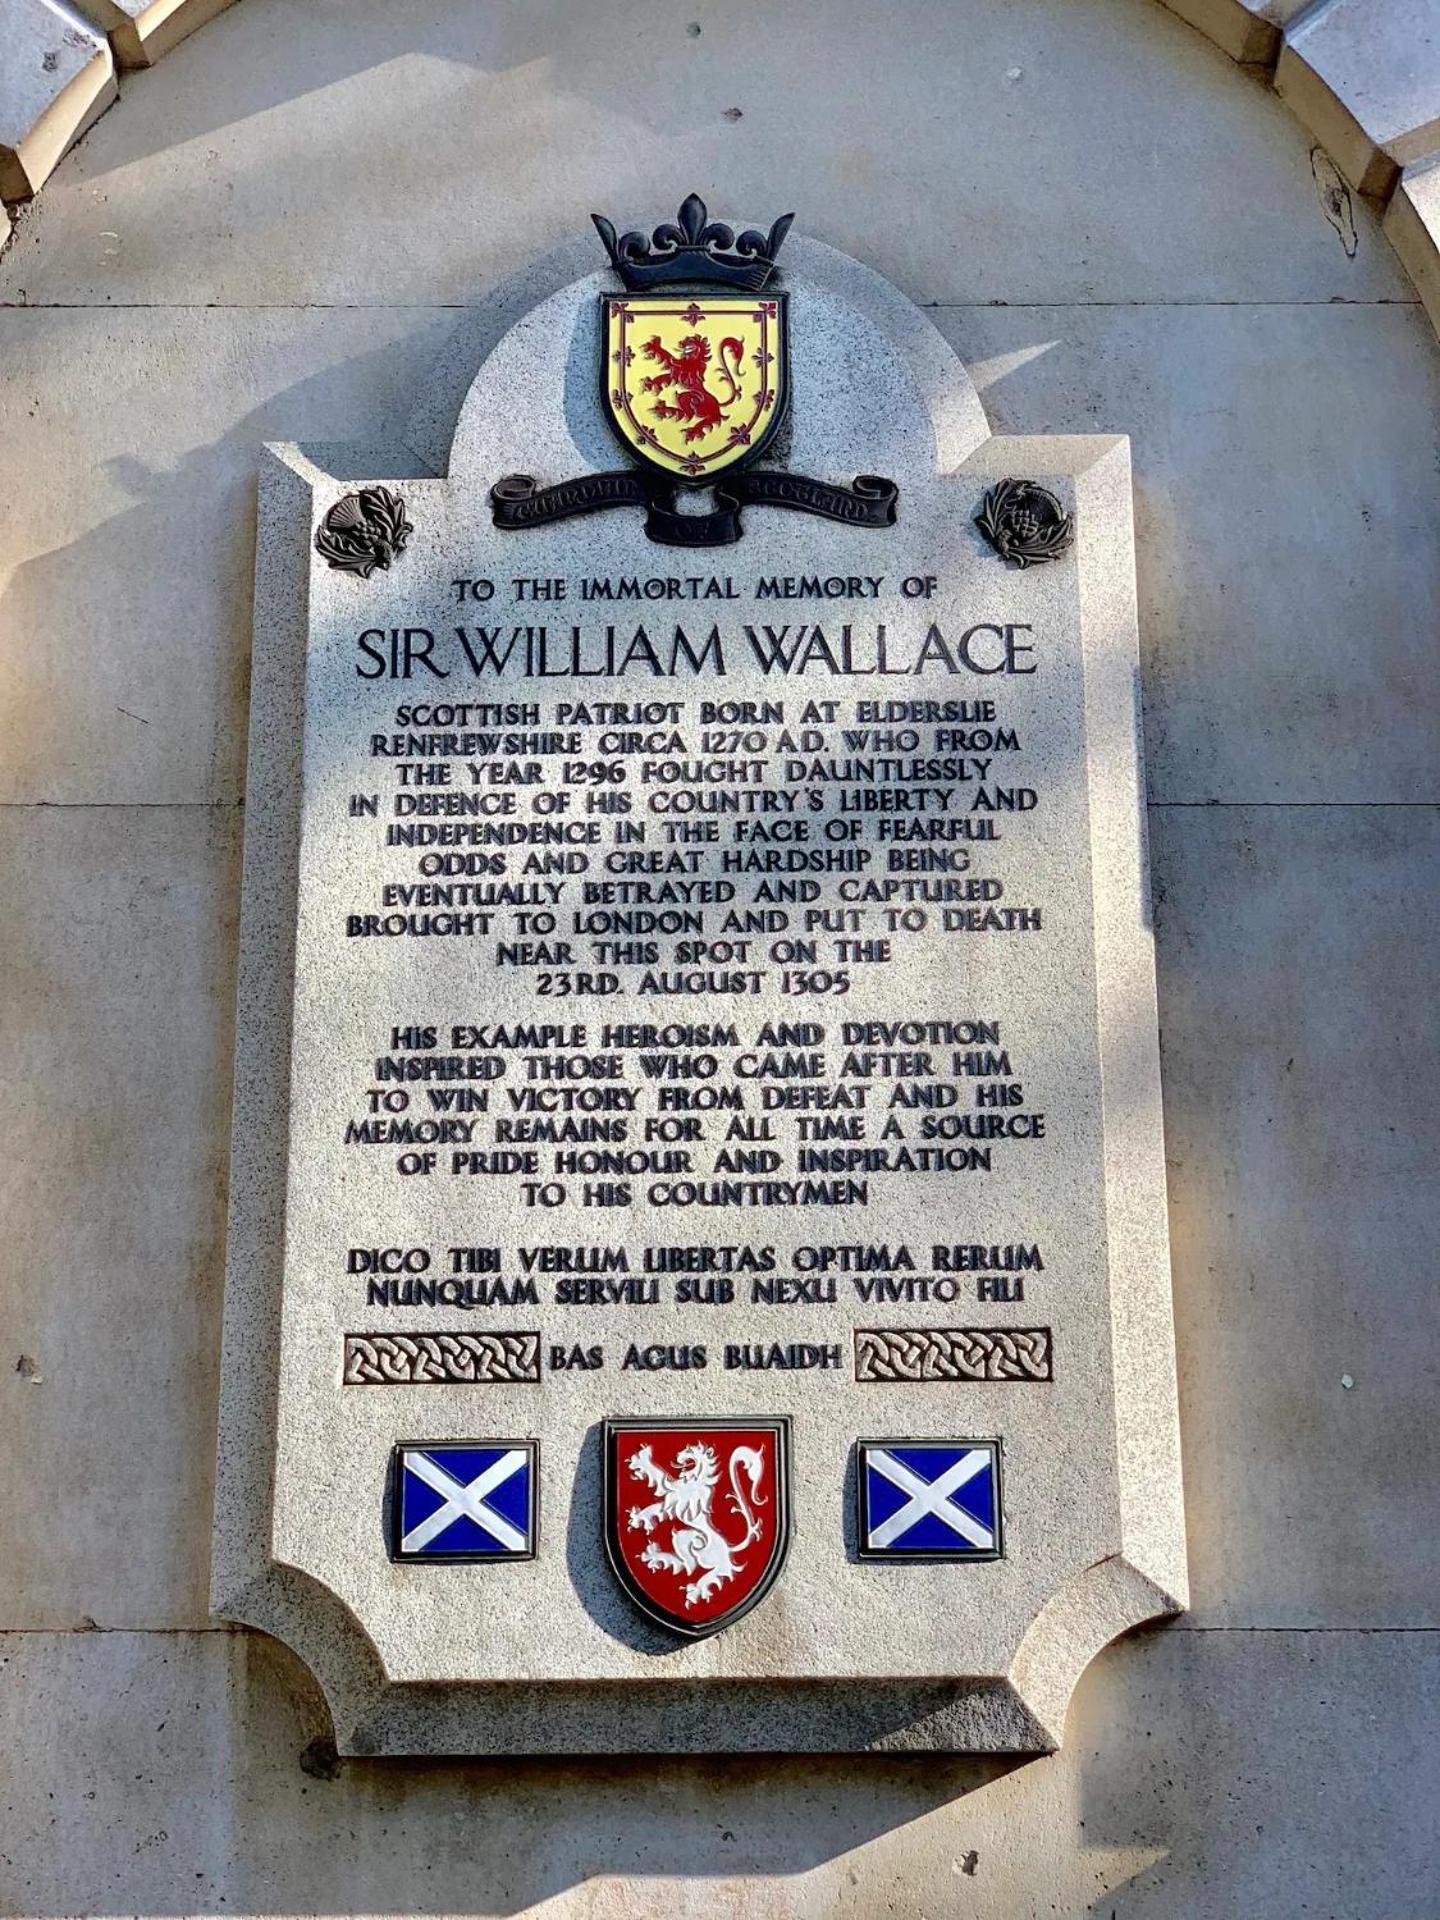 GUARDIAN OF SCOTLAND
TO THE IMMORTAL MEMORY OF
SIR WILLIAM WALLACE
SCOTTISH PATRIOT BORN AT ELDERSLIE
RENFREWSHIRE CIRCA 1270 A.D. WHO FROM
THE YEAR 1296 FOUGHT DAUNTLESSLY
IN DEFENCE OF HIS COUNTRY'S LIBERTY AND
INDEPENDENCE IN THE FACE OF FEARFUL
ODDS AND GREAT HARDSHIP BEING
EVENTUALLY BETRAYED AND CAPTURED
BROUGHT TO LONDON AND PUT TO DEATH
NEAR THIS SPOT ON THE
23RD. AUGUST 1305
HIS EXAMPLE HEROISM AND DEVOTION
INSPIRED THOSE WHO CAME AFTER HIM
TO WIN VICTORY FROM DEFEAT AND HIS
MEMORY REMAINS FOR ALL TIME A SOURCE
OF PRIDE HONOUR AND INSPIRATION
TO HIS COUNTRYMEN
DICO TIBI VERUM LIBERTAS OPTIMA RERUM
NUNQUAM SERVILI SUB NEXU VIVITO FILI
BAS AGUS BUAIDH